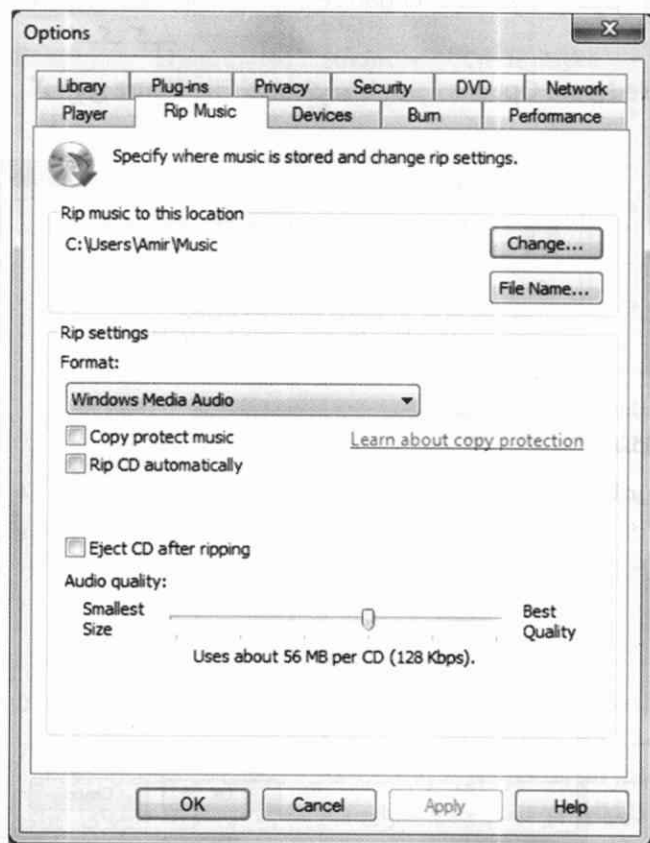 Options
X
Library Plug-ins Privacy Security DVD Network
Player Rip Music Devices Burn Performance
Specify where music is stored and change rip settings.
Rip music to this location
C:\Users\Amir\Music
Change...
File Name...
Rip settings
Format:
Windows Media Audio
Copy protect music Learn about copy protection
Rip CD automatically
Eject CD after ripping
Audio quality:
Smallest Best
Size Quality
Uses about 56 MB per CD (128 Kbps).
OK Cancel Apply Help